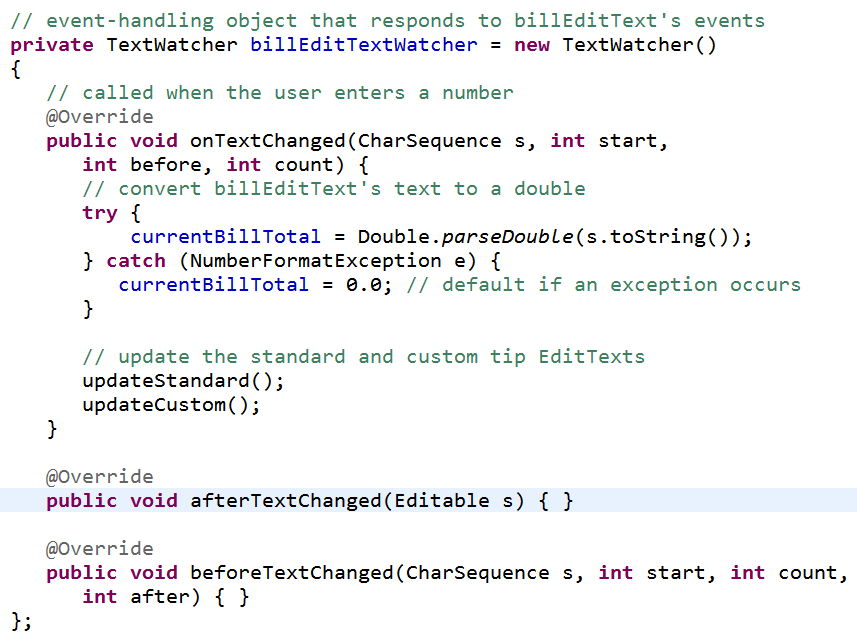 // event-handling object that responds to billEditText's events
private TextWatcher billEditTextWatcher = new TextWatcher()
{
   // called when the user enters a number
   @Override
   public void onTextChanged(CharSequence s, int start,
      int before, int count) {
      // convert billEditText's text to a double
      try {
          currentBillTotal = Double.parseDouble(s.toString());
      } catch (NumberFormatException e) {
         currentBillTotal = 0.0; // default if an exception occurs
      }

      // update the standard and custom tip EditTexts
      updateStandard();
      updateCustom();
   }

   @Override
   public void afterTextChanged(Editable s) { }

   @Override
   public void beforeTextChanged(CharSequence s, int start, int count,
      int after) { }
};